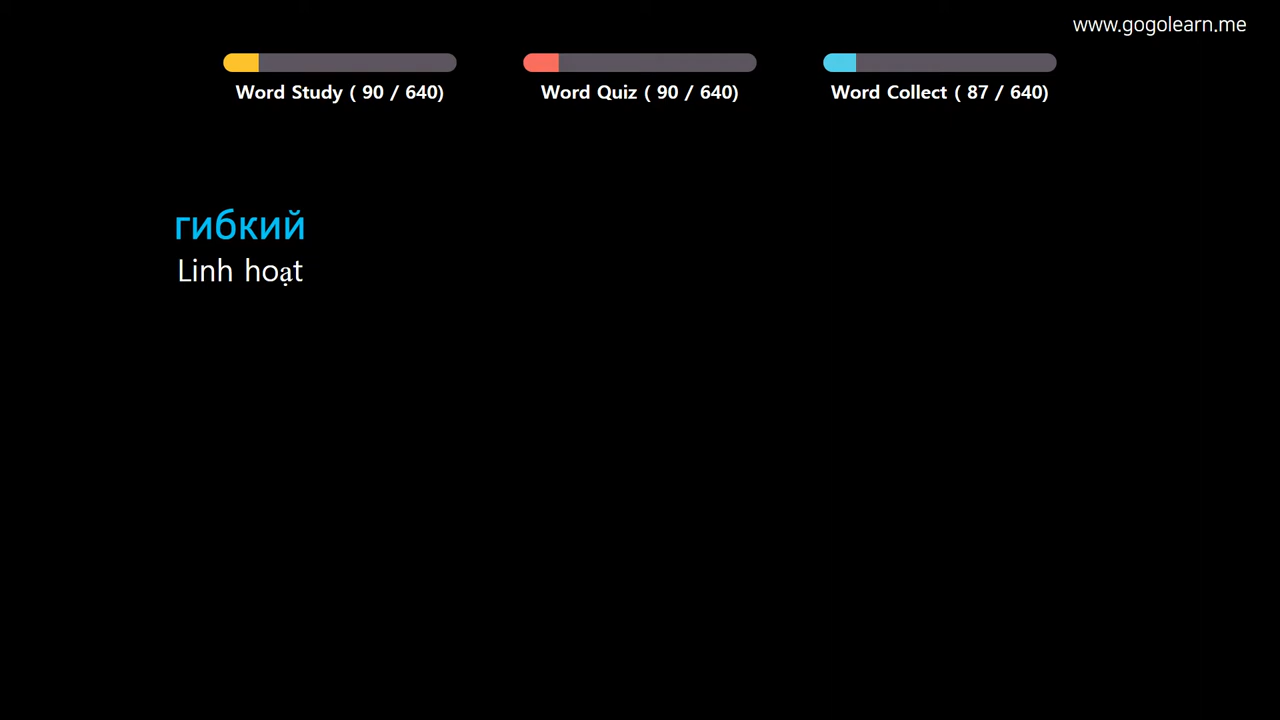 www.gogolearn.me
Word Study ( 90 / 640)
Word Quiz ( 90 / 640)
Word Collect ( 87 / 640)
гибкий
Linh hoạt